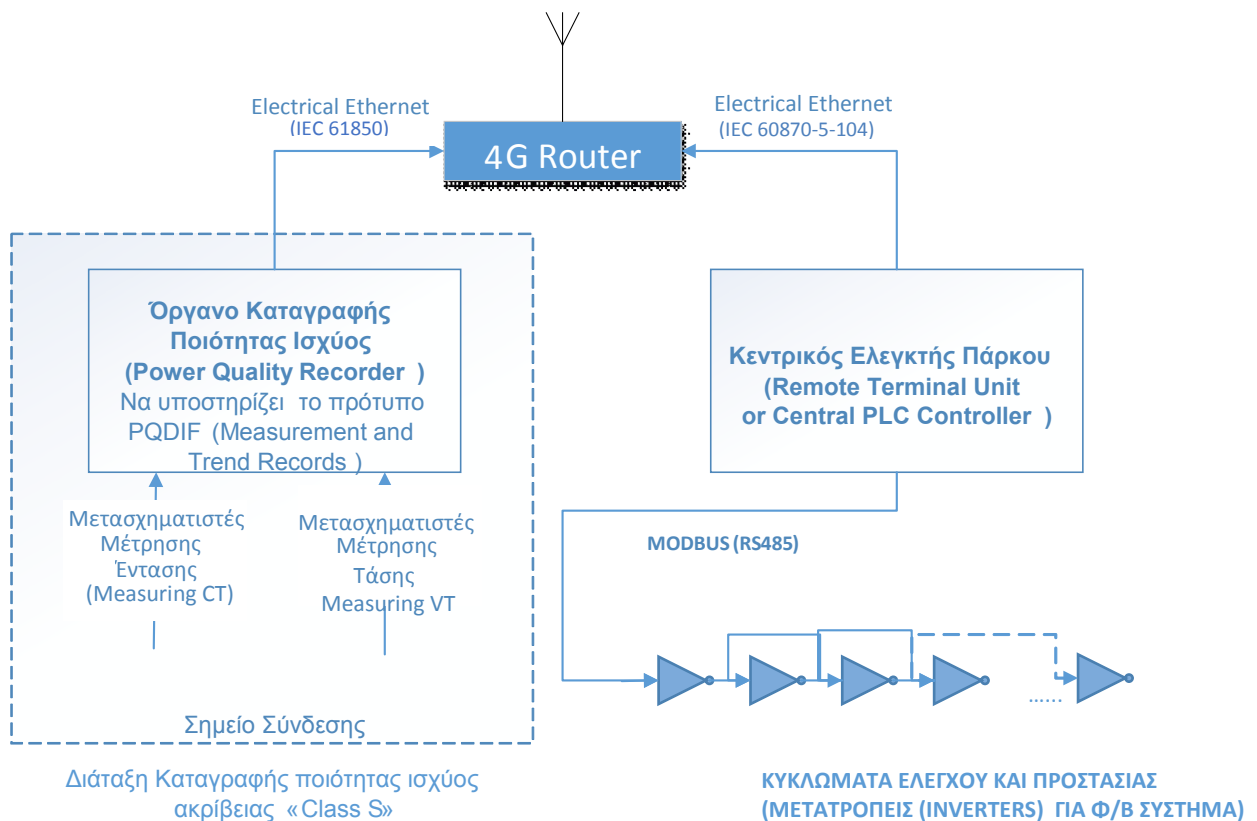 Electrical Ethernet
(IEC 61850)
Electrical Ethernet
(IEC 60870-5-104)
4G Router
Όργανο Καταγραφής
Ποιότητας Ισχύος
(Power Quality Recorder )
Να υποστηρίζει το πρότυπο
PQDIF (Measurement and
Trend Records )
Κεντρικός Ελεγκτής Πάρκου
(Remote Terminal Unit
or Central PLC Controller )
Μετασχηματιστές
Μέτρησης
Έντασης
(Measuring CT)
Μετασχηματιστές
Μέτρησης
Τάσης
Measuring VT
MODBUS (RS485)
......
Σημείο Σύνδεσης
Διάταξη Καταγραφής ποιότητας ισχύος
ακρίβειας «Class S»
ΚΥΚΛΩΜΑΤΑ ΕΛΕΓΧΟΥ ΚΑΙ ΠΡΟΣΤΑΣΙΑΣ
(ΜΕΤΑΤΡΟΠΕΙΣ (INVERTERS) ΓΙΑ Φ/Β ΣΥΣΤΗΜΑ)